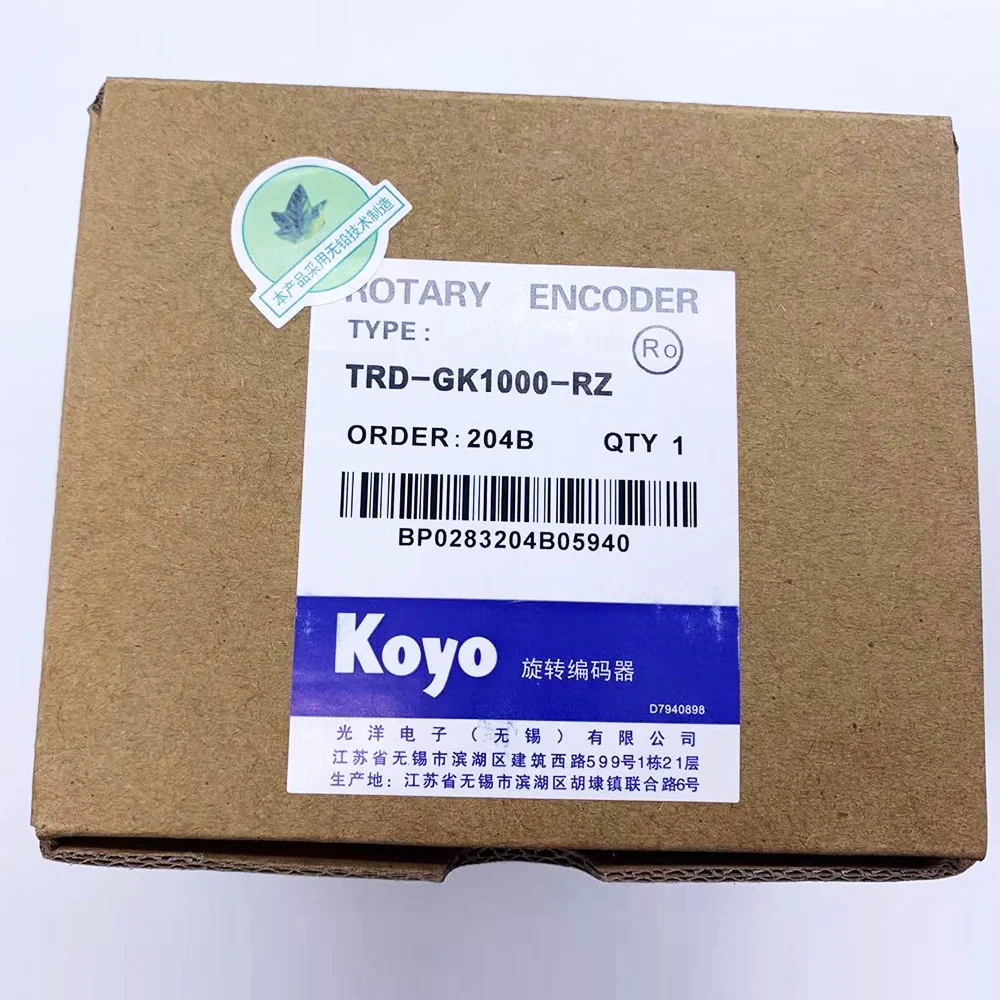 本产品采用无铅技术制造
ROTARY ENCODER
TYPE:
Ro
TRD-GK1000-RZ
ORDER: 204B QTY 1
BP0283204B05940
Koyo 旋转编码器
D7940898
光洋电子(无锡)有限公司
江苏省无锡市滨湖区建筑西路599号1栋21层
生产地:江苏省无锡市滨湖区胡埭镇联合路6号